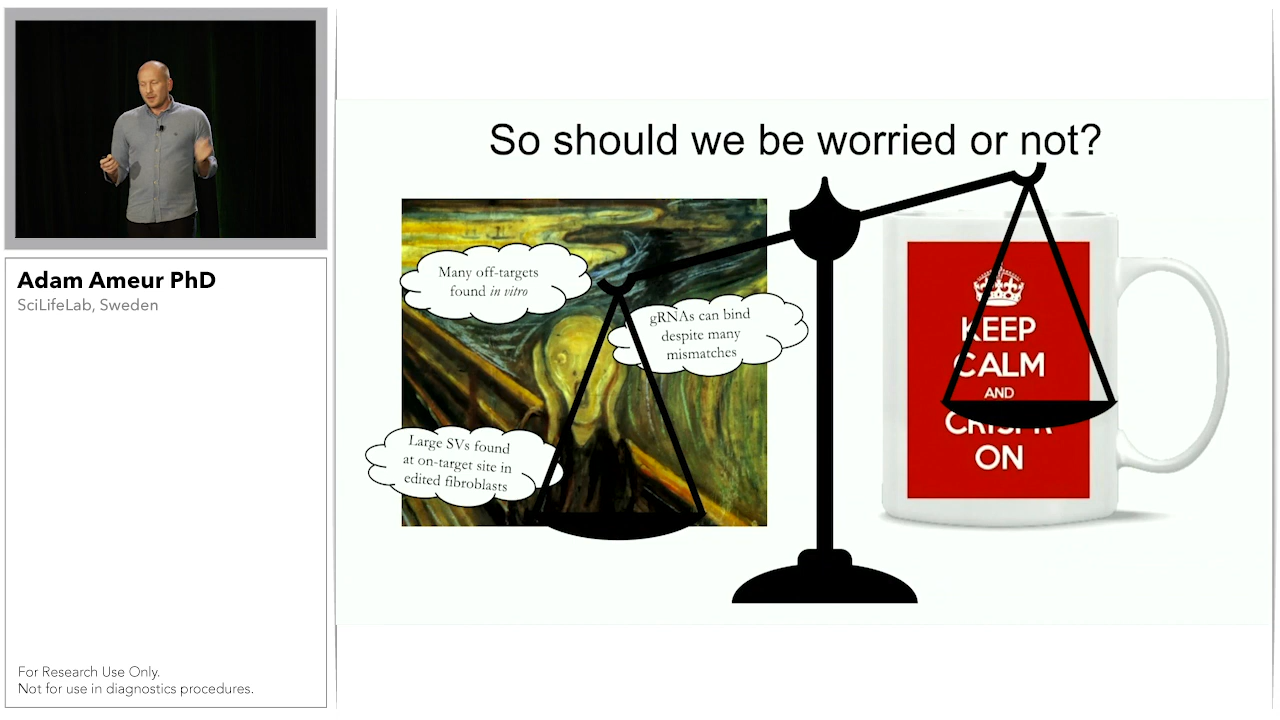 Adam Ameur PhD
SciLifeLab, Sweden
For Research Use Only.
Not for use in diagnostics procedures.
So should we be worried or not?
Many off-targets
found in vitro
gRNAs can bind
despite many
mismatches
Large SVs found
at on-target site in
edited fibroblasts
KEEP
CALM
AND
CRISPR
ON